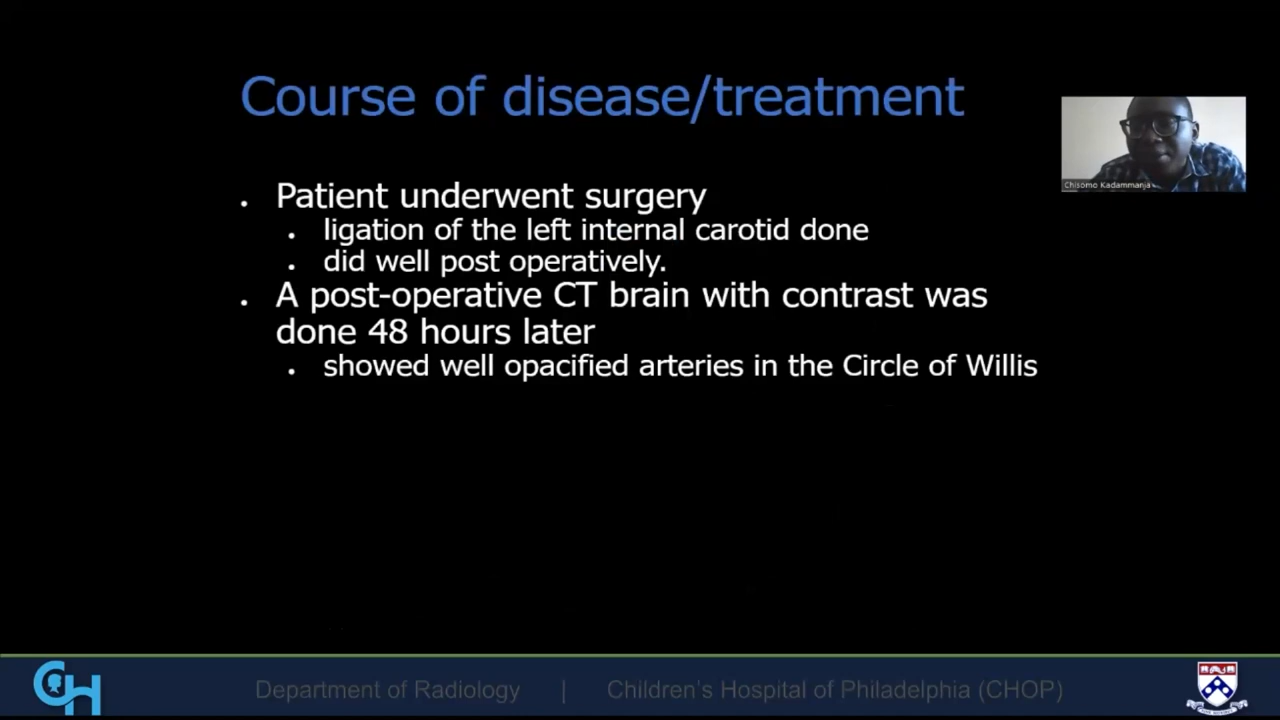 Course of disease/treatment
Chisomo Kadammanja
• Patient underwent surgery
• ligation of the left internal carotid done
• did well post operatively.
• A post-operative CT brain with contrast was
done 48 hours later
• showed well opacified arteries in the Circle of Willis
Department of Radiology | Children's Hospital of Philadelphia (CHOP)